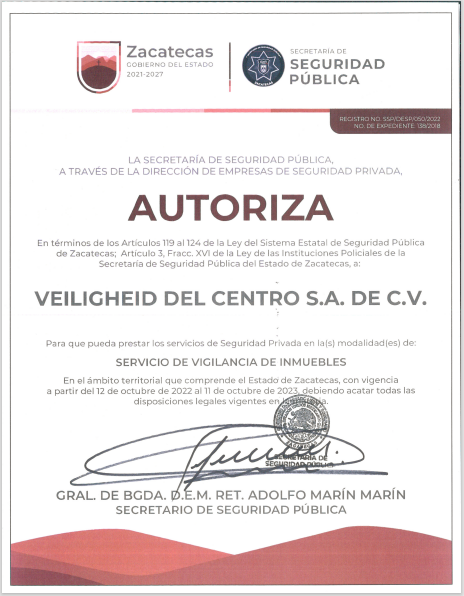 Zacatecas
GOBIERNO DEL ESTADO
2021-2027
SECRETARÍA DE
SEGURIDAD
PÚBLICA
REGISTRO NO. SSP/DESP/050/2022
NO. DE EXPEDIENTE: 138/2018
LA SECRETARÍA DE SEGURIDAD PÚBLICA,
A TRAVÉS DE LA DIRECCIÓN DE EMPRESAS DE SEGURIDAD PRIVADA,
AUTORIZA
En términos de los Artículos 119 al 124 de la Ley del Sistema Estatal de Seguridad Pública
de Zacatecas; Artículo 3, Fracc. XVI de la Ley de las Instituciones Policiales de la
Secretaría de Seguridad Pública del Estado de Zacatecas, a:
VEILIGHEID DEL CENTRO S.A. DE C.V.
Para que pueda prestar los servicios de Seguridad Privada en la(s) modalidad(es) de:
SERVICIO DE VIGILANCIA DE INMUEBLES
En el ámbito territorial que comprende el Estado de Zacatecas, con vigencia
a partir del 12 de octubre de 2022 al 11 de octubre de 2023, debiendo acatar todas las
disposiciones legales vigentes en la
SECRETARÍA DE
SEGURIDAD PÚBLICA
GRAL. DE BGDA. D.E.M. RET. ADOLFO MARÍN MARÍN
SECRETARIO DE SEGURIDAD PÚBLICA